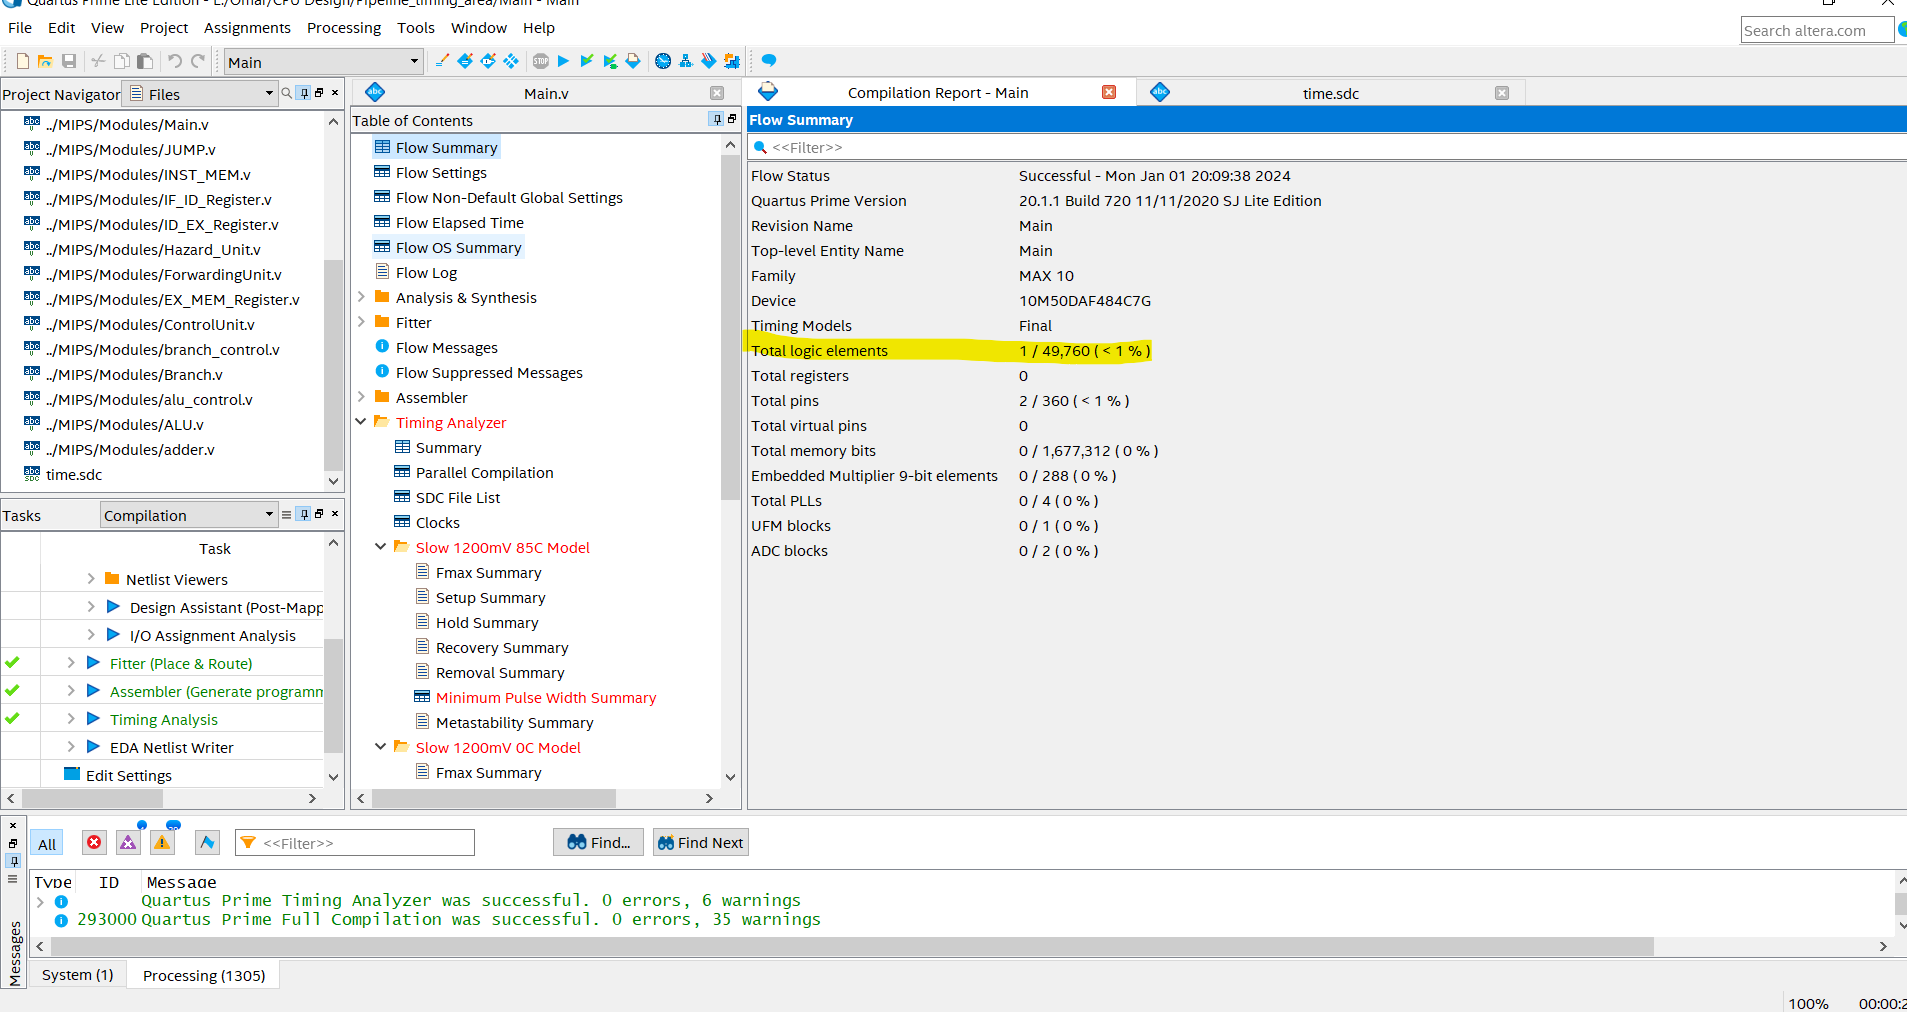 Quartus Prime Lite Edition - E:/Omar/CPU Design/Pipeline_timing_area/Main - Main
File Edit View Project Assignments Processing Tools Window Help
Search altera.com
Main
STOP
Project Navigator Files
Main.v
Compilation Report - Main
time.sdc
../MIPS/Modules/Main.v
../MIPS/Modules/JUMP.v
../MIPS/Modules/INST_MEM.v
../MIPS/Modules/IF_ID_Register.v
../MIPS/Modules/ID_EX_Register.v
../MIPS/Modules/Hazard_Unit.v
../MIPS/Modules/ForwardingUnit.v
../MIPS/Modules/EX_MEM_Register.v
../MIPS/Modules/ControlUnit.v
../MIPS/Modules/branch_control.v
../MIPS/Modules/Branch.v
../MIPS/Modules/alu_control.v
../MIPS/Modules/ALU.v
../MIPS/Modules/adder.v
time.sdc
Tasks Compilation
Task
Netlist Viewers
Design Assistant (Post-Mapp
I/O Assignment Analysis
Fitter (Place & Route)
Assembler (Generate programm
Timing Analysis
EDA Netlist Writer
Edit Settings
Table of Contents
Flow Summary
Flow Settings
Flow Non-Default Global Settings
Flow Elapsed Time
Flow OS Summary
Flow Log
Analysis & Synthesis
Fitter
Flow Messages
Flow Suppressed Messages
Assembler
Timing Analyzer
Summary
Parallel Compilation
SDC File List
Clocks
Slow 1200mV 85C Model
Fmax Summary
Setup Summary
Hold Summary
Recovery Summary
Removal Summary
Minimum Pulse Width Summary
Metastability Summary
Slow 1200mV 0C Model
Fmax Summary
Flow Summary
<<Filter>>
Flow Status Successful - Mon Jan 01 20:09:38 2024
Quartus Prime Version 20.1.1 Build 720 11/11/2020 SJ Lite Edition
Revision Name Main
Top-level Entity Name Main
Family MAX 10
Device 10M50DAF484C7G
Timing Models Final
Total logic elements 1 / 49,760 ( < 1 % )
Total registers 0
Total pins 2 / 360 ( < 1 % )
Total virtual pins 0
Total memory bits 0 / 1,677,312 ( 0 % )
Embedded Multiplier 9-bit elements 0 / 288 ( 0 % )
Total PLLs 0 / 4 ( 0 % )
UFM blocks 0 / 1 ( 0 % )
ADC blocks 0 / 2 ( 0 % )
All <<Filter>> Find... Find Next
Type ID Message
Quartus Prime Timing Analyzer was successful. 0 errors, 6 warnings
293000 Quartus Prime Full Compilation was successful. 0 errors, 35 warnings
Messages
System (1) Processing (1305)
100% 00:00:2